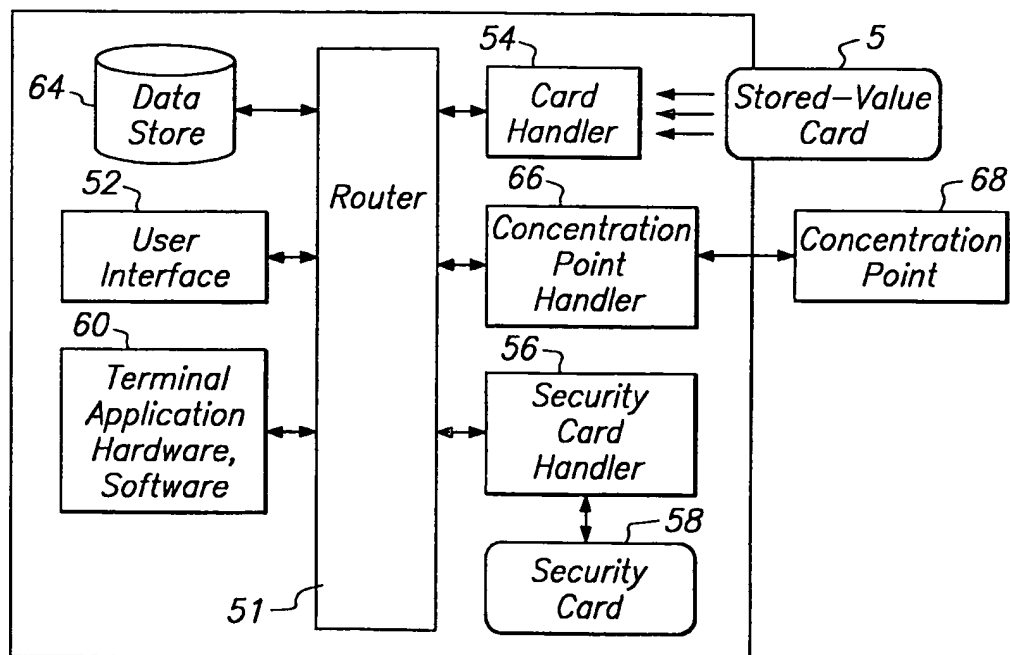 54
5
64
Data
Store
Card
Handler
Stored-Value
Card
52
Router
66
68
User
Interface
Concentration
Point
Handler
Concentration
Point
60
56
Terminal
Application
Hardware,
Software
Security
Card
Handler
58
51
Security
Card